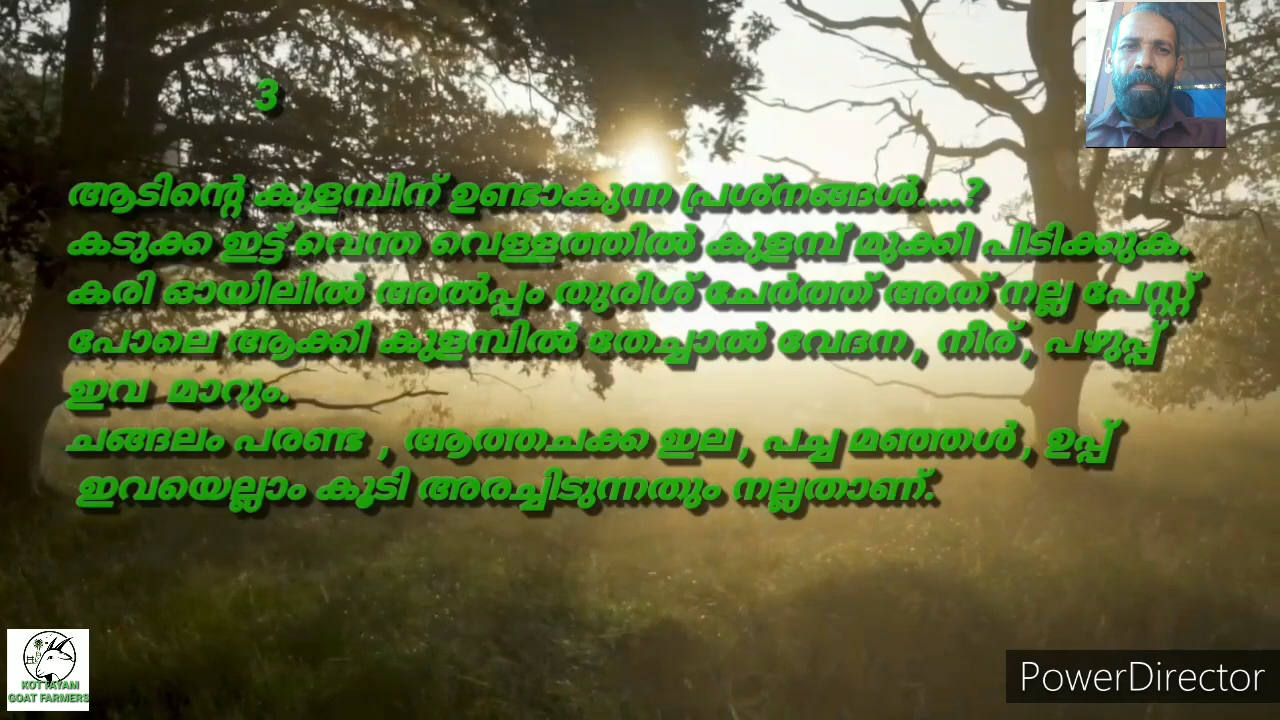 3
ആടിന്റെ കുളമ്പിന് ഉണ്ടാകുന്ന പ്രശ്നങ്ങൾ....?
കടുക്ക ഇട്ട് വെന്ത വെള്ളത്തിൽ കുളമ്പ് മുക്കി പിടിക്കുക.
കരി ഓയിലിൽ അൽപ്പം തുരിശ് ചേർത്ത് അത് നല്ല പേസ്റ്റ്
പോലെ ആക്കി കുളമ്പിൽ തേച്ചാൽ വേദന , നീര് , പഴുപ്പ്
ഇവ മാറും.
ചങ്ങലം പരണ്ട , ആത്തചക്ക ഇല , പച്ച മഞ്ഞൾ , ഉപ്പ്
ഇവയെല്ലാം കൂടി അരച്ചിടുന്നതും നല്ലതാണ്.
KOTTAYAM
GOAT FARMERS
PowerDirector